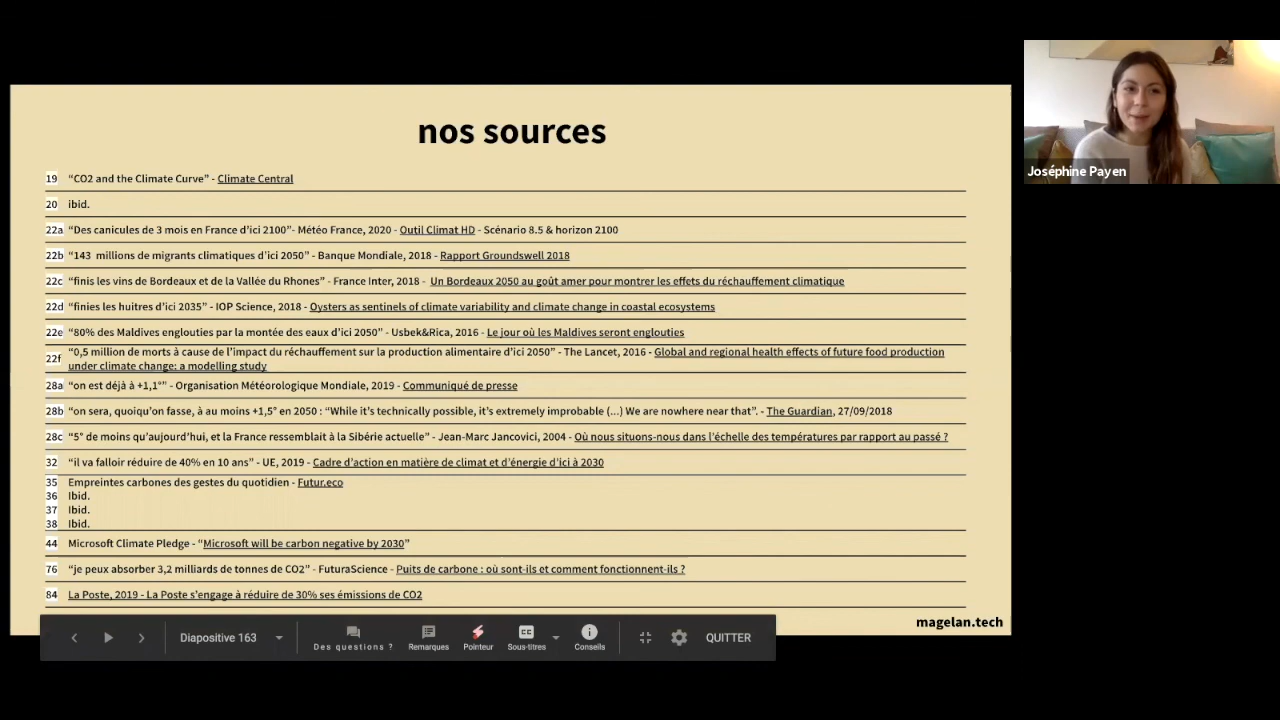 nos sources
19 “CO2 and the Climate Curve” - Climate Central
20 ibid.
22a “Des canicules de 3 mois en France d’ici 2100”- Météo France, 2020 - Outil Climat HD - Scénario 8.5 & horizon 2100
22b “143  millions de migrants climatiques d’ici 2050” - Banque Mondiale, 2018 - Rapport Groundswell 2018
22c “finis les vins de Bordeaux et de la Vallée du Rhones” - France Inter, 2018 -  Un Bordeaux 2050 au goût amer pour montrer les effets du réchauffement climatique
22d “finies les huitres d’ici 2035” - IOP Science, 2018 - Oysters as sentinels of climate variability and climate change in coastal ecosystems
22e “80% des Maldives englouties par la montée des eaux d’ici 2050” - Usbek&Rica, 2016 - Le jour où les Maldives seront englouties
22f “0,5 million de morts à cause de l’impact du réchauffement sur la production alimentaire d’ici 2050” - The Lancet, 2016 - Global and regional health effects of future food production
under climate change: a modelling study
28a “on est déjà à +1,1°” - Organisation Météorologique Mondiale, 2019 - Communiqué de presse
28b “on sera, quoiqu’on fasse, à au moins +1,5° en 2050 : “While it’s technically possible, it’s extremely improbable (...) We are nowhere near that”. - The Guardian, 27/09/2018
28c “5° de moins qu’aujourd’hui, et la France ressemblait à la Sibérie actuelle” - Jean-Marc Jancovici, 2004 - Où nous situons-nous dans l’échelle des températures par rapport au passé ?
32 “il va falloir réduire de 40% en 10 ans” - UE, 2019 - Cadre d’action en matière de climat et d’énergie d’ici à 2030
35 Empreintes carbones des gestes du quotidien - Futur.eco
36 Ibid.
37 Ibid.
38 Ibid.
44 Microsoft Climate Pledge - “Microsoft will be carbon negative by 2030”
76 “je peux absorber 3,2 milliards de tonnes de CO2” - FuturaScience - Puits de carbone : où sont-ils et comment fonctionnent-ils ?
84 La Poste, 2019 - La Poste s’engage à réduire de 30% ses émissions de CO2
magelan.tech
Diapositive 163
Des questions ?
Remarques
Pointeur
Sous-titres
Conseils
QUITTER
Joséphine Payen